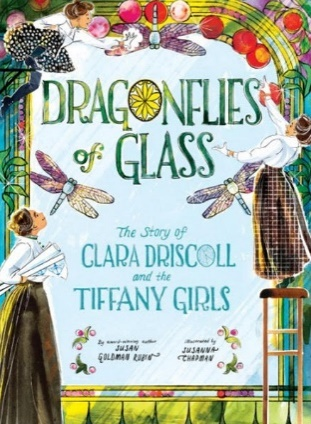 DRAGONFLIES
of GLASS
The Story of
CLARA DRISCOLL
and the
TIFFANY GIRLS
By award-winning author
SUSAN
GOLDMAN RUBIN
Illustrated by
SUSANNA
CHAPMAN